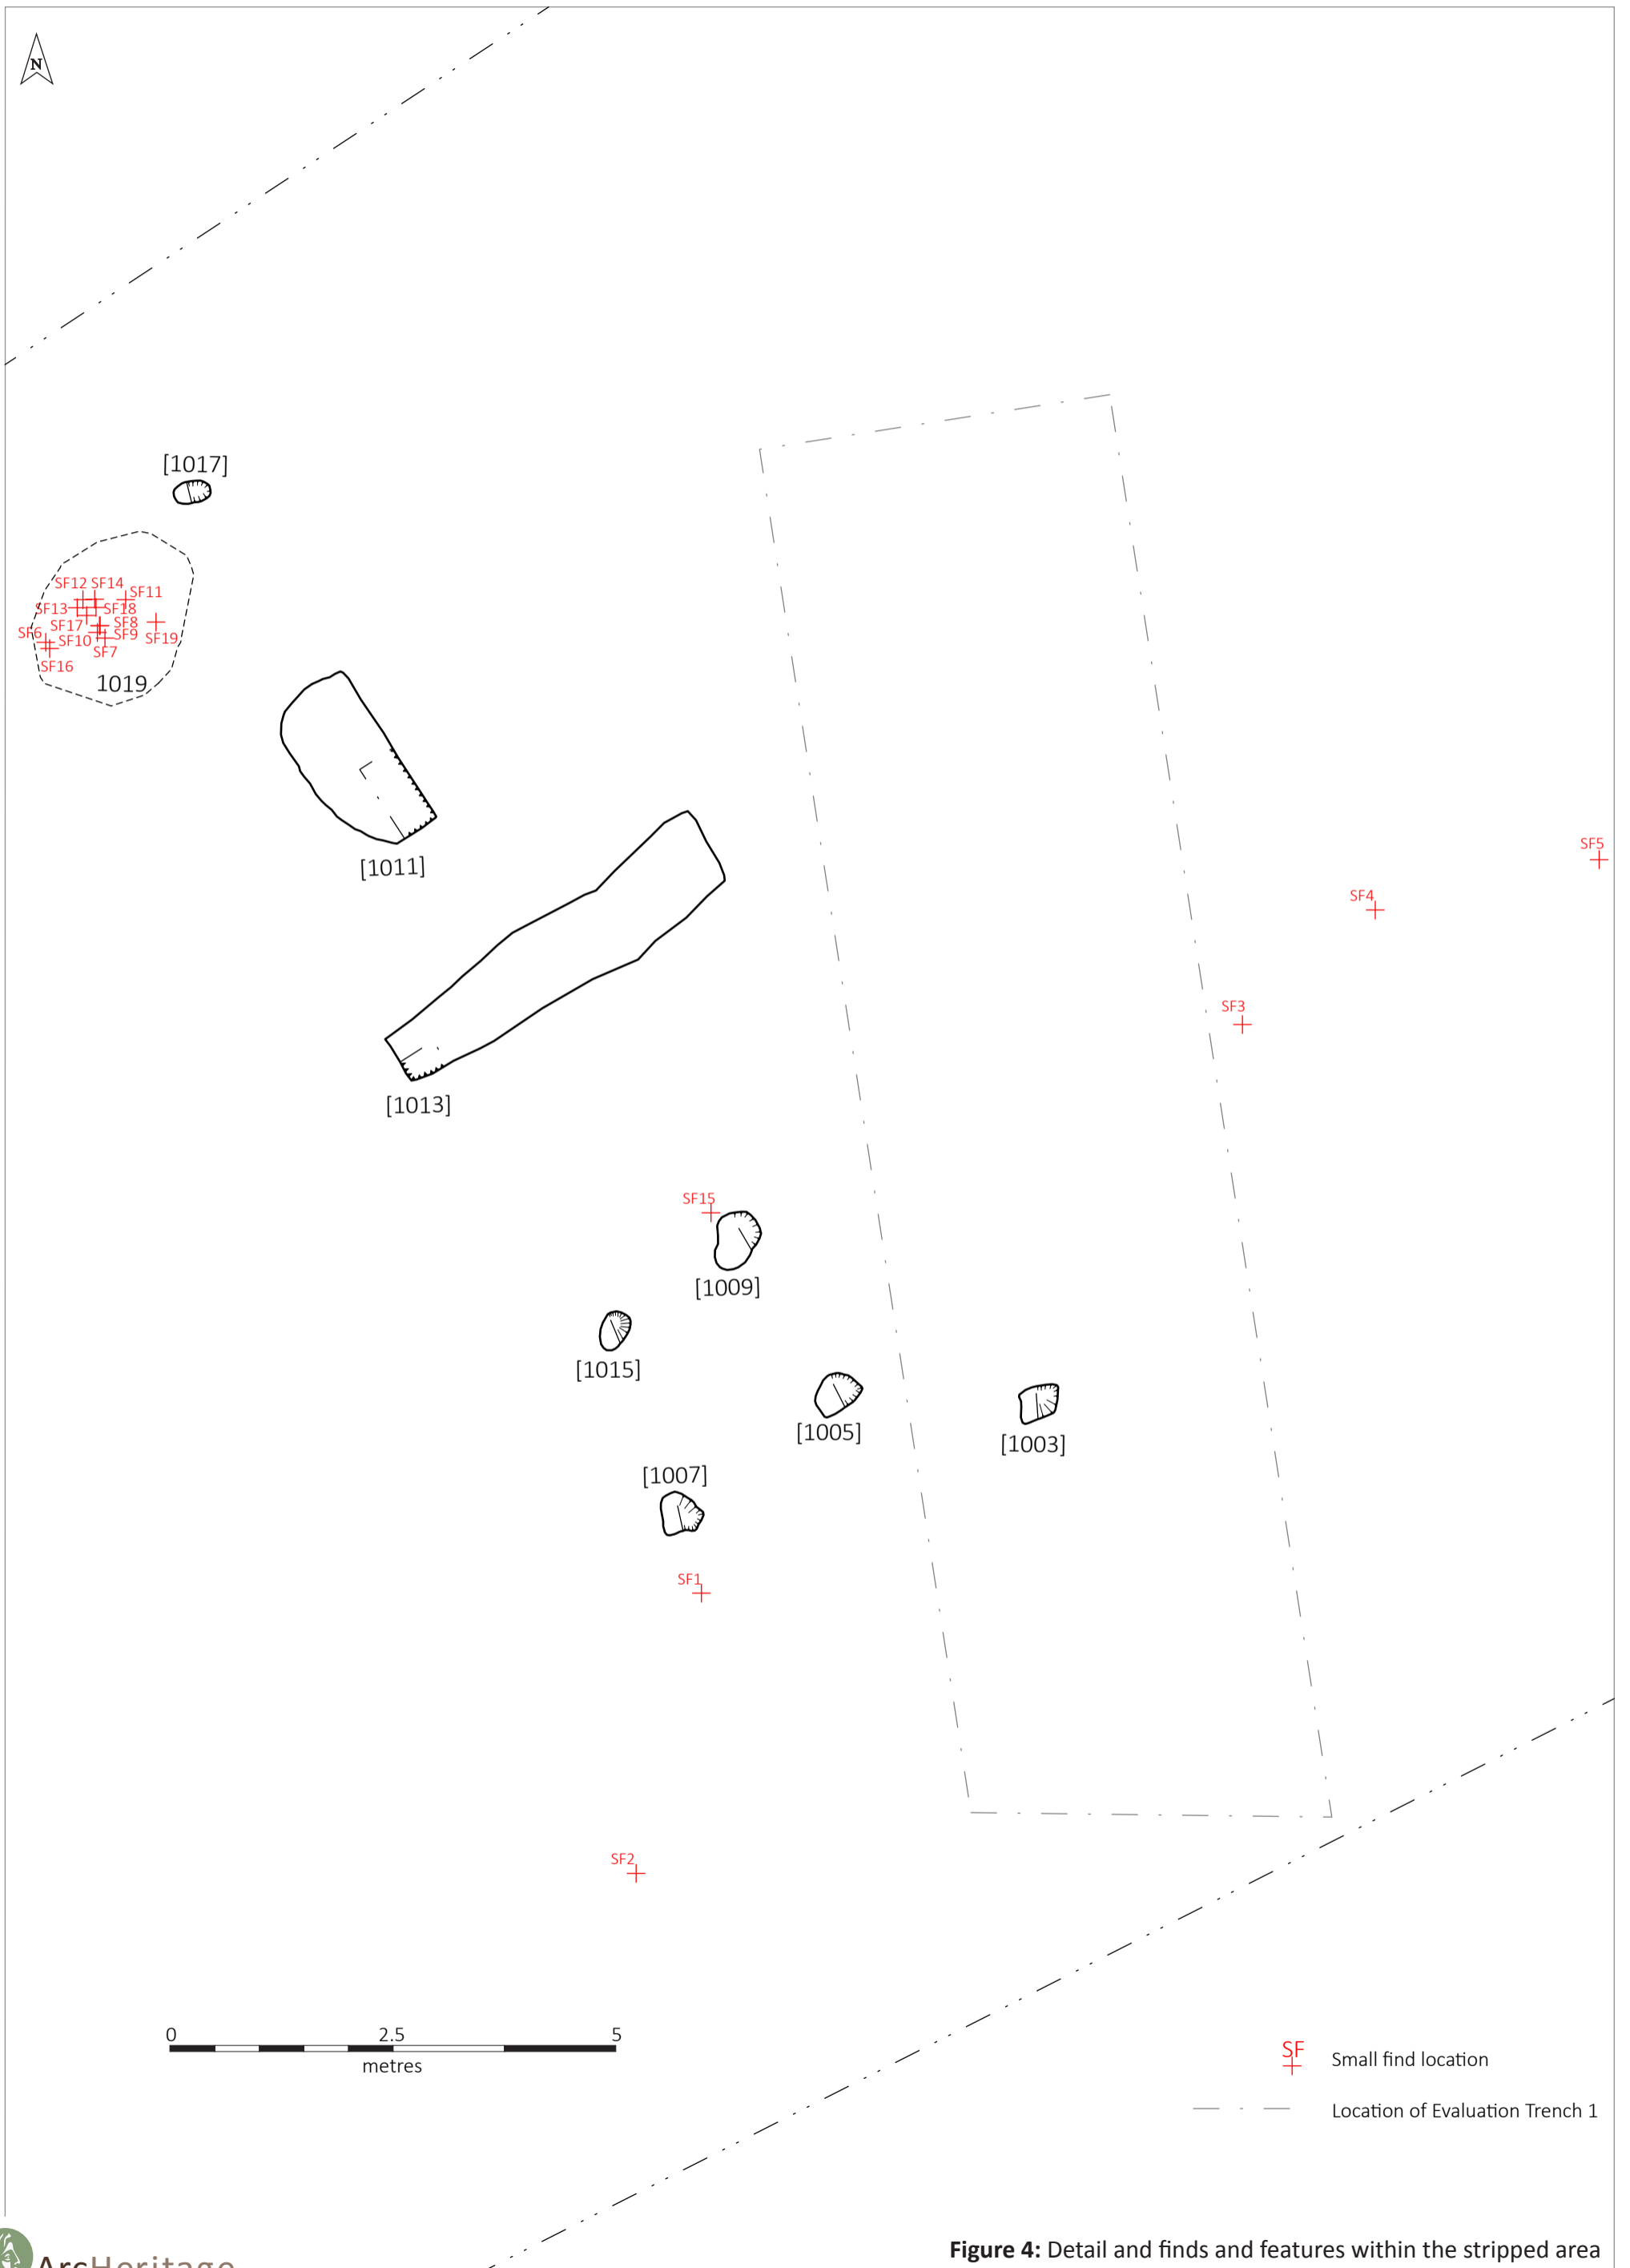 N
[1017]
SF12 SF14
SF11
SF13 SF18
SF17 SF8
SF6 SF10 SF9 SF19
SF7
SF16
1019
[1011]
SF5
SF4
SF3
[1013]
SF15
[1009]
[1015]
[1005]
[1003]
[1007]
SF1
SF2
0 2.5 5
metres
SF
Small find location
Location of Evaluation Trench 1
Figure 4: Detail and finds and features within the stripped area
ArcHeritage